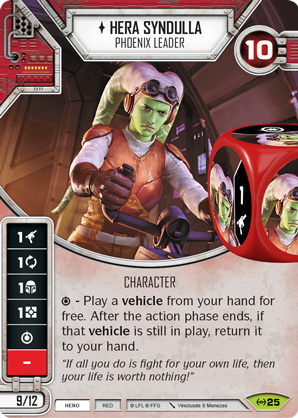 HERA SYNDULLA
PHOENIX LEADER
10
1
1
1
1
1
–
9/12
CHARACTER
- Play a vehicle from your hand for
free. After the action phase ends, if
that vehicle is still in play, return it
to your hand.
“If all you do is fight for your own life, then
your life is worth nothing!”
HERO
RED
© LFL © FFG
Viniciusde S Menezes
25